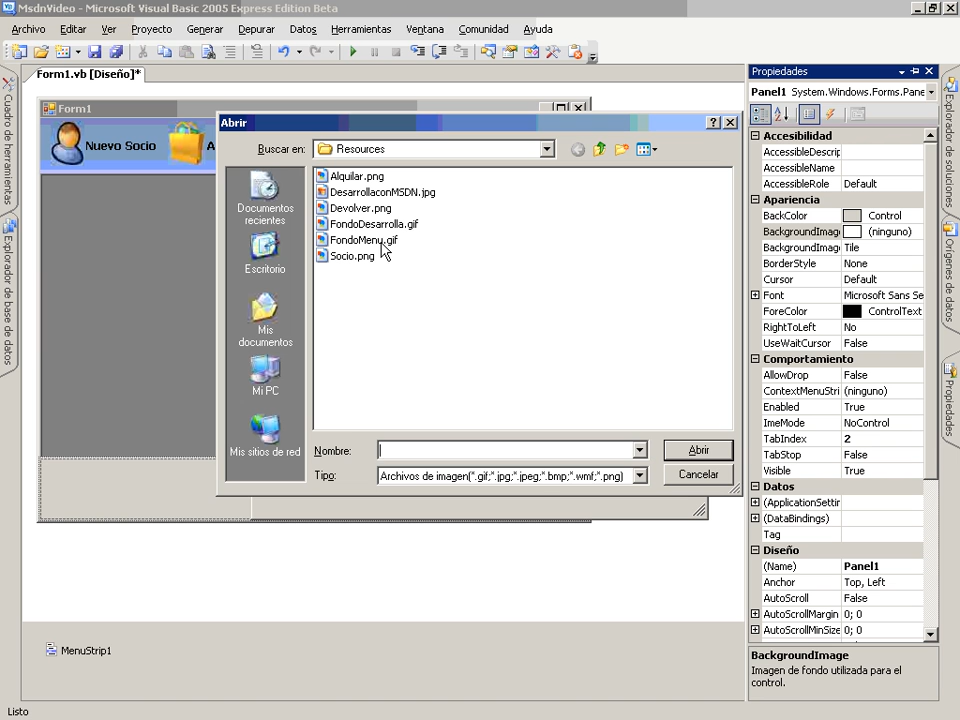 MsdnVideo - Microsoft Visual Basic 2005 Express Edition Beta
Archivo Editar Ver Proyecto Generar Depurar Datos Herramientas Ventana Comunidad Ayuda
Form1.vb [Diseño]*
Cuadro de herramientas
Explorador de base de datos
Form1
Nuevo Socio
A
Abrir
Buscar en: Resources
Documentos
recientes
Escritorio
Mis
documentos
Mi PC
Mis sitios de red
Alquilar.png
DesarrollaconMSDN.jpg
Devolver.png
FondoDesarrolla.gif
FondoMenu.gif
Socio.png
Nombre:
Abrir
Tipo: Archivos de imagen(*.gif;*.jpg;*.jpeg;*.bmp;*.wmf;*.png)
Cancelar
MenuStrip1
Listo
Propiedades
Panel1 System.Windows.Forms.Pane
Accesibilidad
AccessibleDescrip
AccessibleName
AccessibleRole Default
Apariencia
BackColor Control
BackgroundImag (ninguno)
BackgroundImag Tile
BorderStyle None
Cursor Default
Font Microsoft Sans Se
ForeColor ControlText
RightToLeft No
UseWaitCursor False
Comportamiento
AllowDrop False
ContextMenuStri (ninguno)
Enabled True
ImeMode NoControl
TabIndex 2
TabStop False
Visible True
Datos
(ApplicationSettin
(DataBindings)
Tag
Diseño
(Name) Panel1
Anchor Top, Left
AutoScroll False
AutoScrollMargin 0; 0
AutoScrollMinSize 0; 0
BackgroundImage
Imagen de fondo utilizada para el
control.
Explorador de soluciones
Orígenes de datos
Propiedades